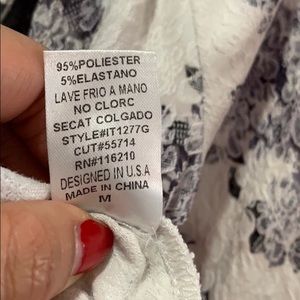 95%POLIESTER
5%ELASTANO
LAVE FRIO A MANO
NO CLORC
SECAT COLGADO
STYLE#IT1277G
CUT#55714
RN#116210
DESIGNED IN U.S.A
MADE IN CHINA
M